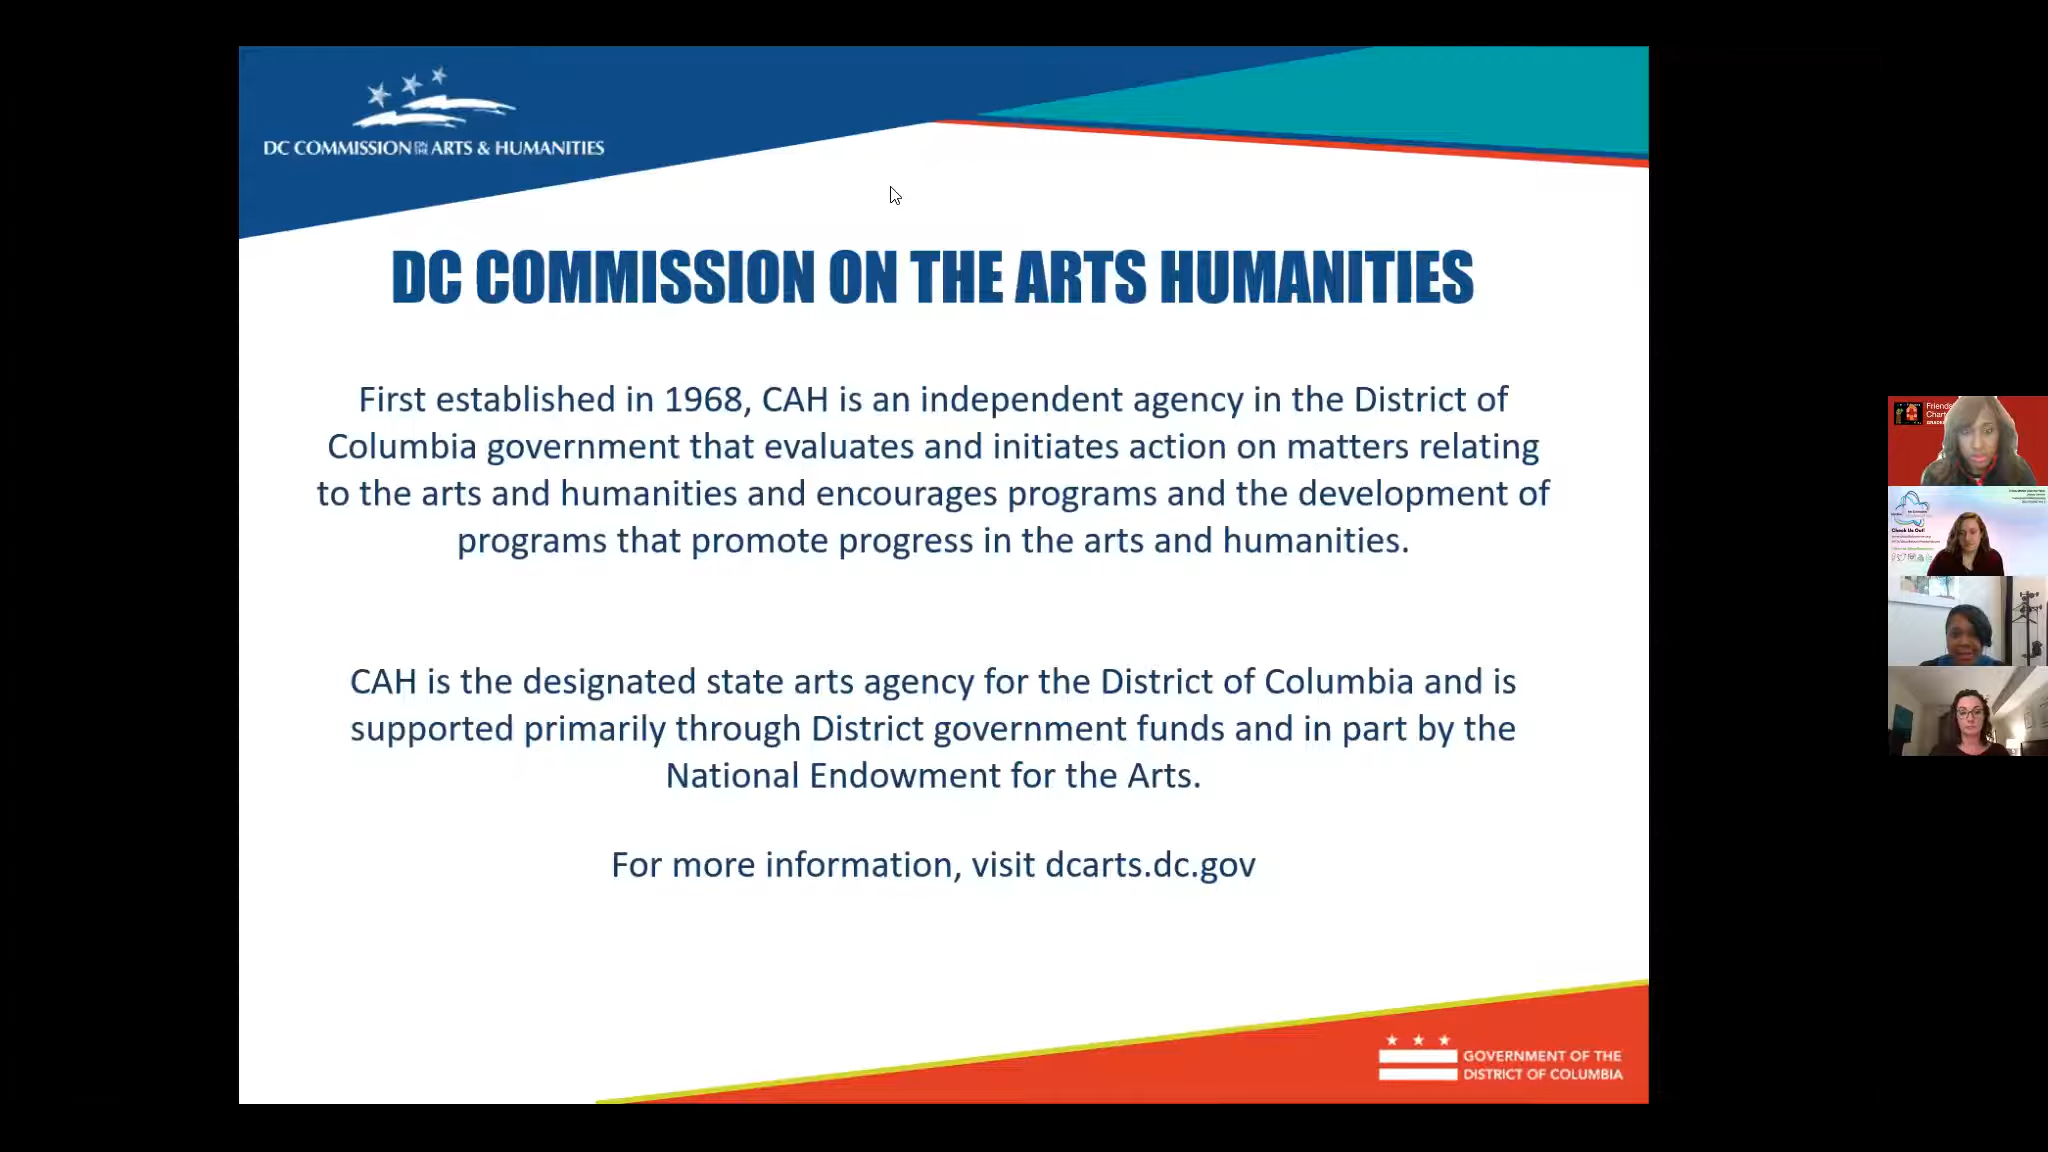 DC COMMISSION ON THE ARTS & HUMANITIES
DC COMMISSION ON THE ARTS HUMANITIES
First established in 1968, CAH is an independent agency in the District of
Columbia government that evaluates and initiates action on matters relating
to the arts and humanities and encourages programs and the development of
programs that promote progress in the arts and humanities.
CAH is the designated state arts agency for the District of Columbia and is
supported primarily through District government funds and in part by the
National Endowment for the Arts.
For more information, visit dcarts.dc.gov
GOVERNMENT OF THE
DISTRICT OF COLUMBIA
Check Us Out!